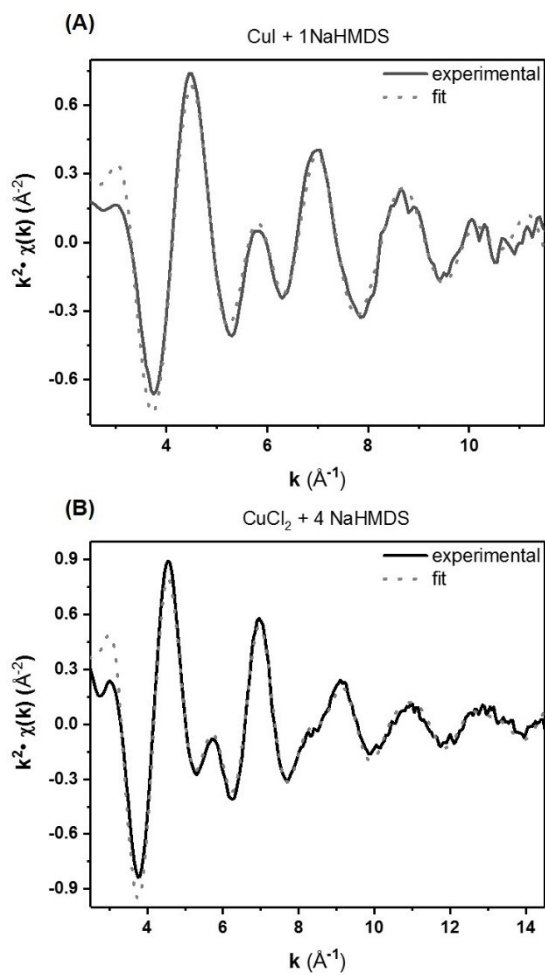 (A)
CuI + 1NaHMDS
experimental
fit
k²• χ(k) (Å⁻²)
0.6
0.3
0.0
-0.3
-0.6
4 6 8 10
k (Å⁻¹)
(B)
CuCl₂ + 4 NaHMDS
experimental
fit
k²• χ(k) (Å⁻²)
0.9
0.6
0.3
0.0
-0.3
-0.6
-0.9
4 6 8 10 12 14
k (Å⁻¹)